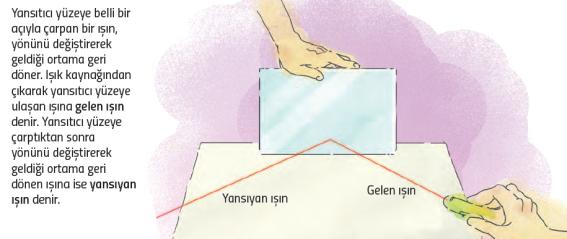 Yansıtıcı yüzeye belli bir
açıyla çarpan bir ışın,
yönünü değiştirerek
geldiği ortama geri
döner. Işık kaynağından
çıkarak yansıtıcı yüzeye
ulaşan ışına gelen ışın
denir. Yansıtıcı yüzeye
çarptıktan sonra
yönünü değiştirerek
geldiği ortama geri
dönen ışına ise yansıyan
ışın denir.
Yansıyan ışın
Gelen ışın